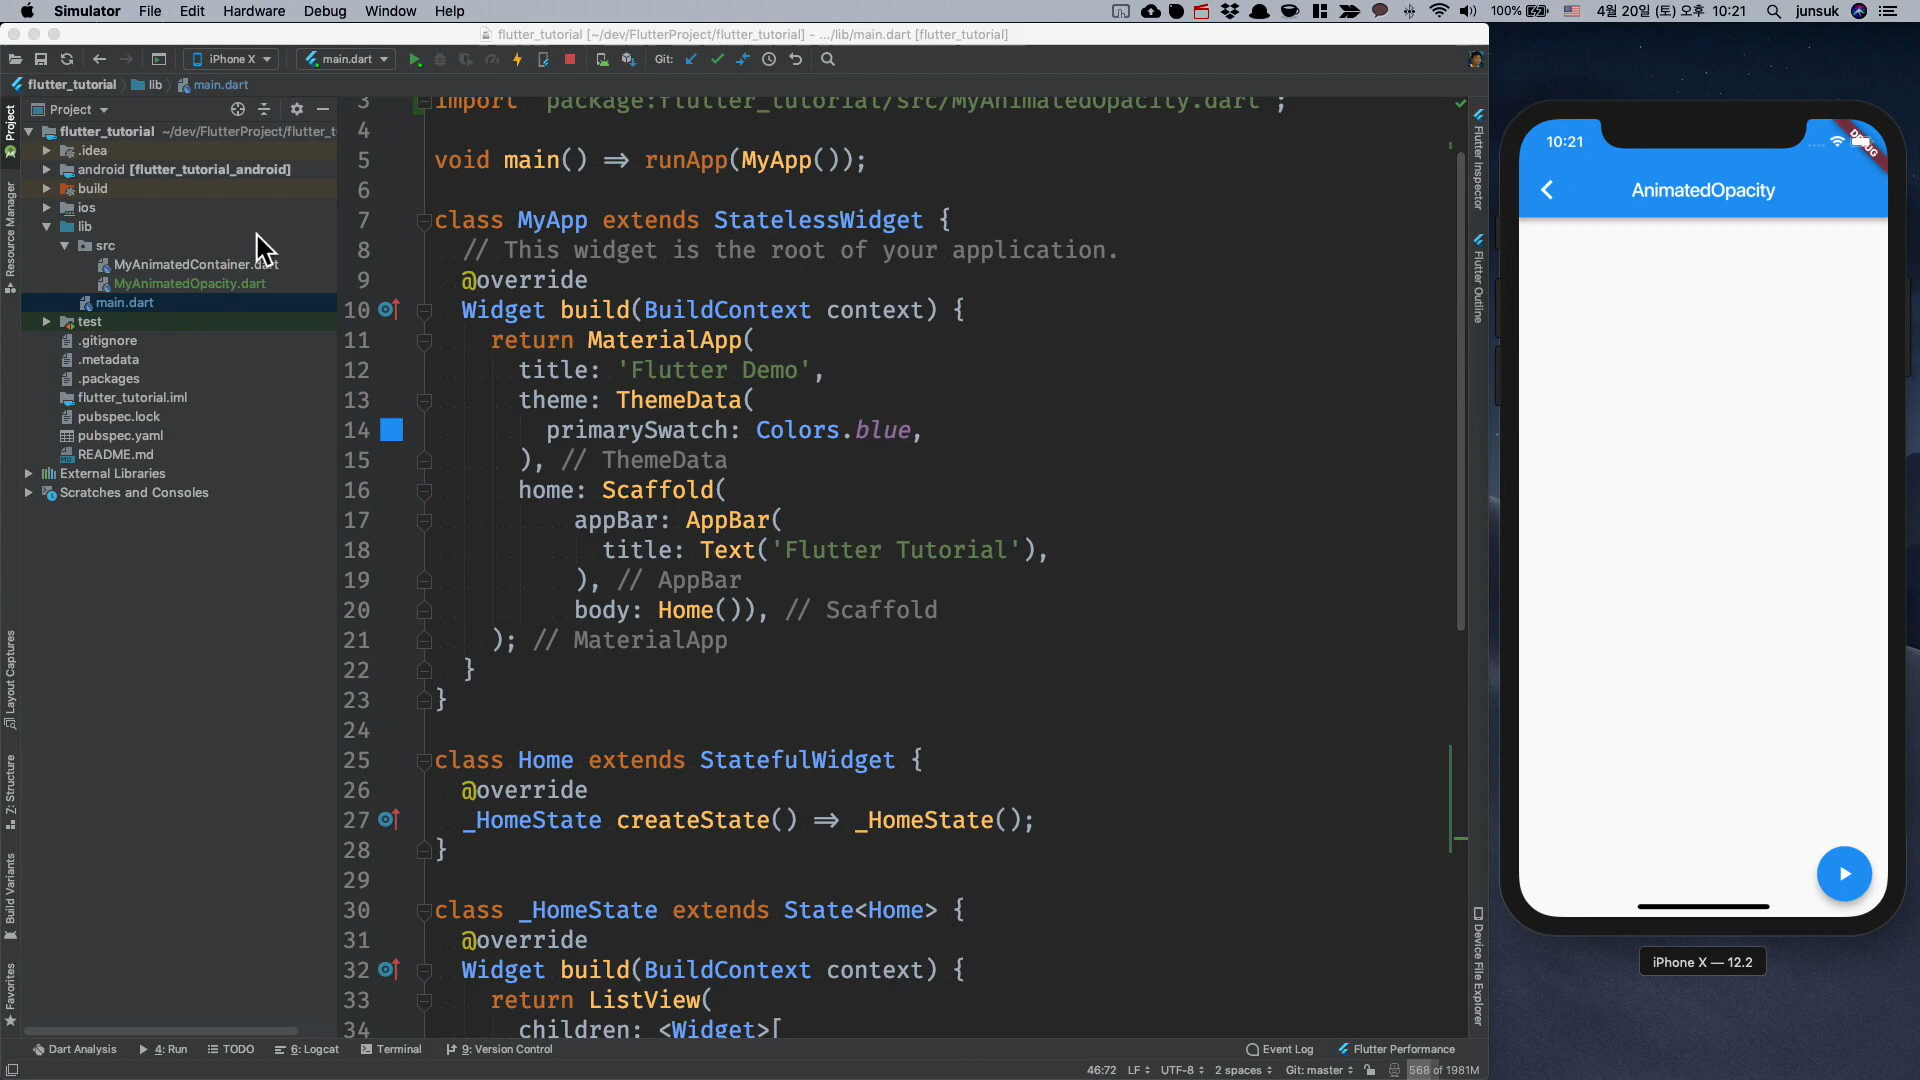 Simulator File Edit Hardware Debug Window Help 100% 4월 20일 (토) 오후 10:21 junsuk
flutter_tutorial [~/dev/FlutterProject/flutter_tutorial] – .../lib/main.dart [flutter_tutorial]
iPhone X main.dart Git:
flutter_tutorial lib main.dart
Project
flutter_tutorial ~/dev/FlutterProject/flutter_t
.idea
android [flutter_tutorial_android]
build
ios
lib
src
MyAnimatedContainer.dart
MyAnimatedOpacity.dart
main.dart
test
.gitignore
.metadata
.packages
flutter_tutorial.iml
pubspec.lock
pubspec.yaml
README.md
External Libraries
Scratches and Consoles
Project
Resource Manager
Layout Captures
Z: Structure
Build Variants
Favorites
3 import 'package:flutter_tutorial/src/MyAnimatedOpacity.dart';
4
5 void main() => runApp(MyApp());
6
7 class MyApp extends StatelessWidget {
8 // This widget is the root of your application.
9 @override
10 Widget build(BuildContext context) {
11 return MaterialApp(
12 title: 'Flutter Demo',
13 theme: ThemeData(
14 primarySwatch: Colors.blue,
15 ), // ThemeData
16 home: Scaffold(
17 appBar: AppBar(
18 title: Text('Flutter Tutorial'),
19 ), // AppBar
20 body: Home()), // Scaffold
21 ); // MaterialApp
22 }
23 }
24
25 class Home extends StatefulWidget {
26 @override
27 _HomeState createState() => _HomeState();
28 }
29
30 class _HomeState extends State<Home> {
31 @override
32 Widget build(BuildContext context) {
33 return ListView(
34 children: <Widget>[
Flutter Inspector
Flutter Outline
Device File Explorer
Dart Analysis 4: Run TODO 6: Logcat Terminal 9: Version Control Event Log Flutter Performance
46:72 LF UTF-8 2 spaces Git: master 568 of 1981M
10:21
DEBUG
AnimatedOpacity
iPhone X — 12.2